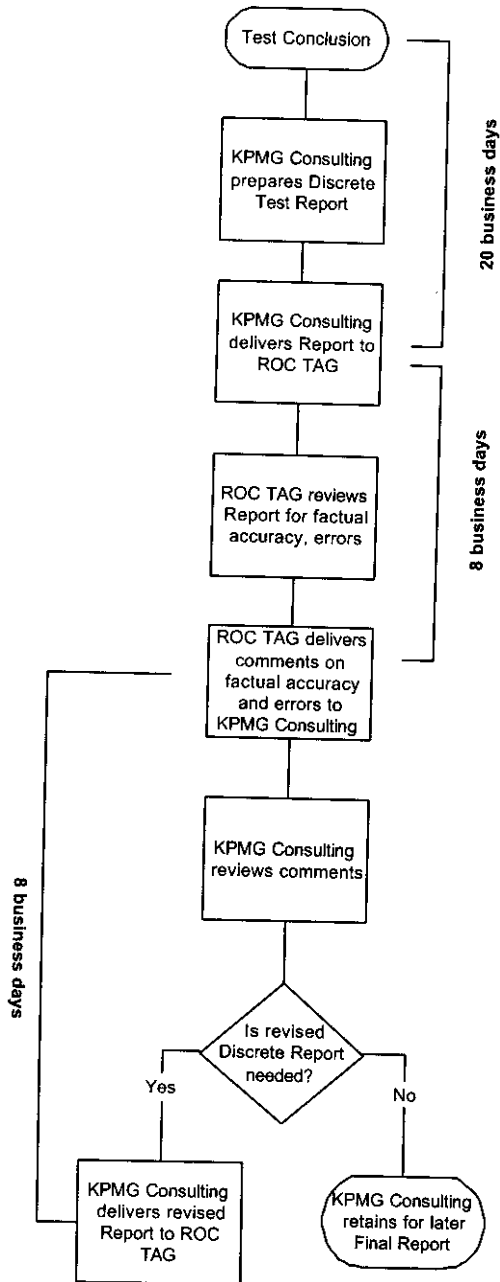 Test Conclusion
20 business days
KPMG Consulting
prepares Discrete
Test Report
KPMG Consulting
delivers Report to
ROC TAG
8 business days
ROC TAG reviews
Report for factual
accuracy, errors
ROC TAG delivers
comments on
factual accuracy
and errors to
KPMG Consulting
KPMG Consulting
reviews comments
8 business days
Is revised
Discrete Report
needed?
Yes
No
KPMG Consulting
delivers revised
Report to ROC
TAG
KPMG Consulting
retains for later
Final Report